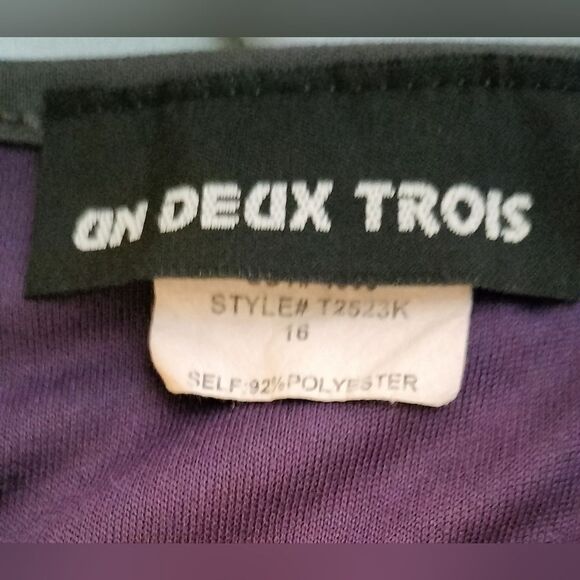 UN DEUX TROIS
STYLE# T2523K
16
SELF:92%POLYESTER